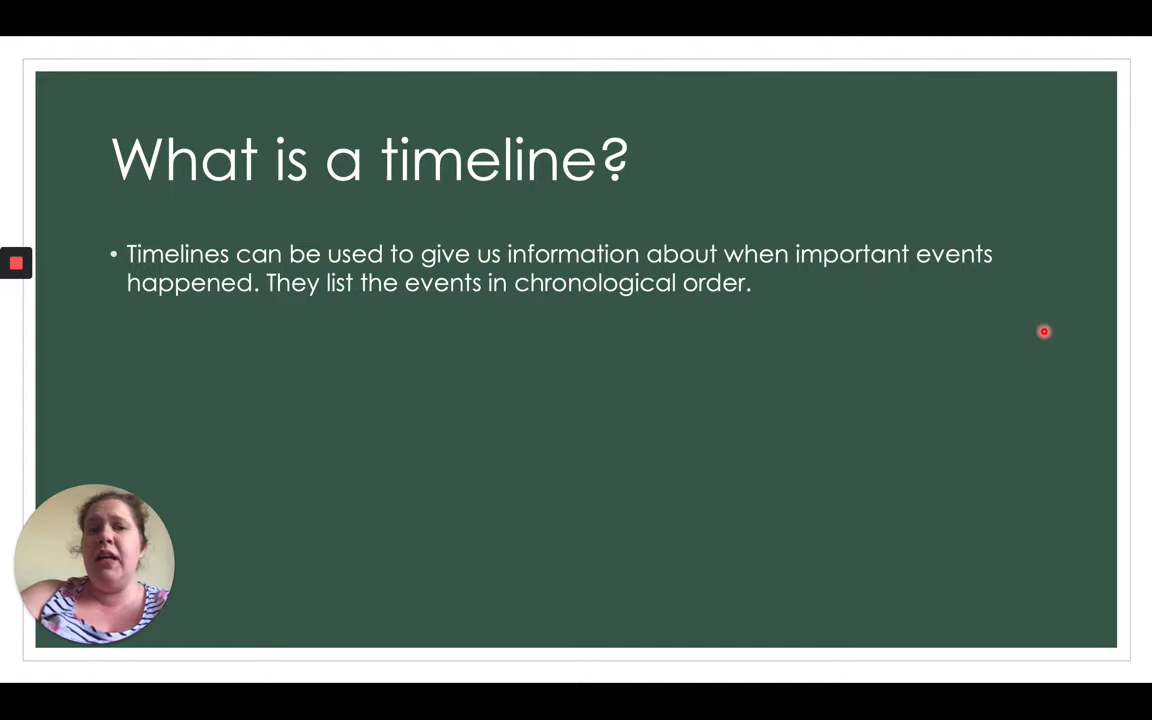 What is a timeline?
• Timelines can be used to give us information about when important events
happened. They list the events in chronological order.